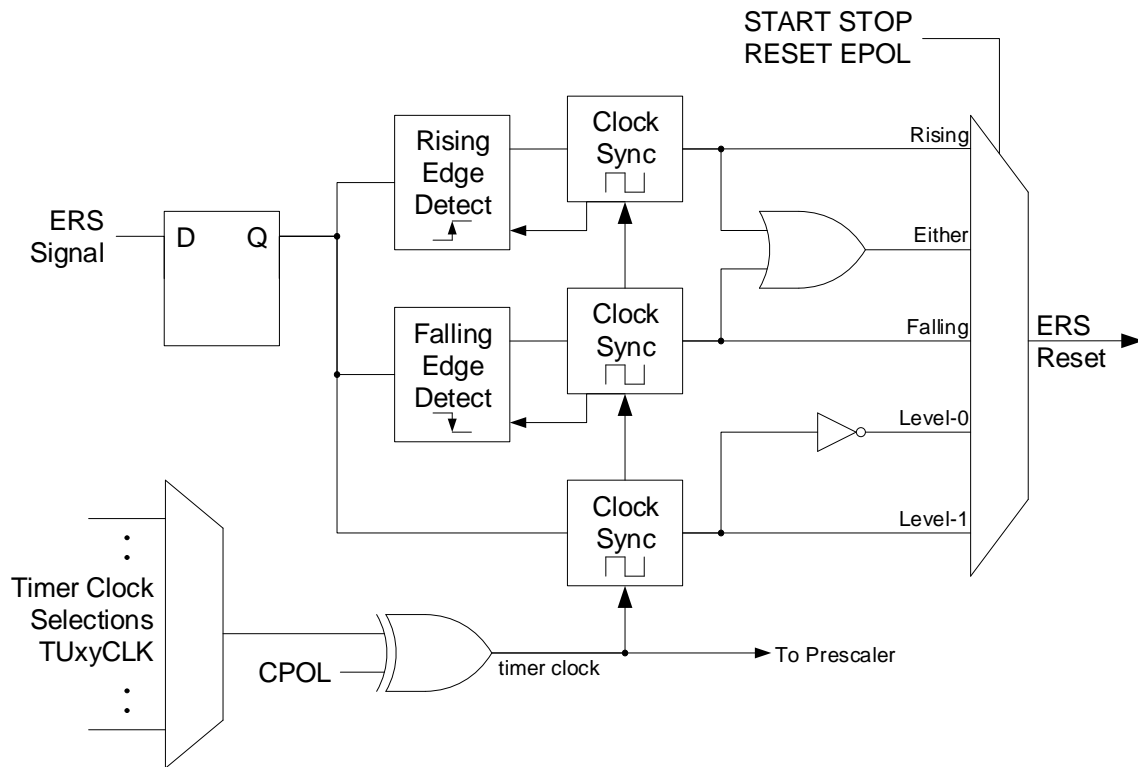 START STOP
RESET EPOL
Clock
Sync
Rising
Edge
Detect
Rising
ERS
Signal
D Q
Either
Clock
Sync
Falling
Edge
Detect
Falling
ERS
Reset
Level-0
Clock
Sync
Level-1
Timer Clock
Selections
TUxyCLK
CPOL
timer clock
To Prescaler